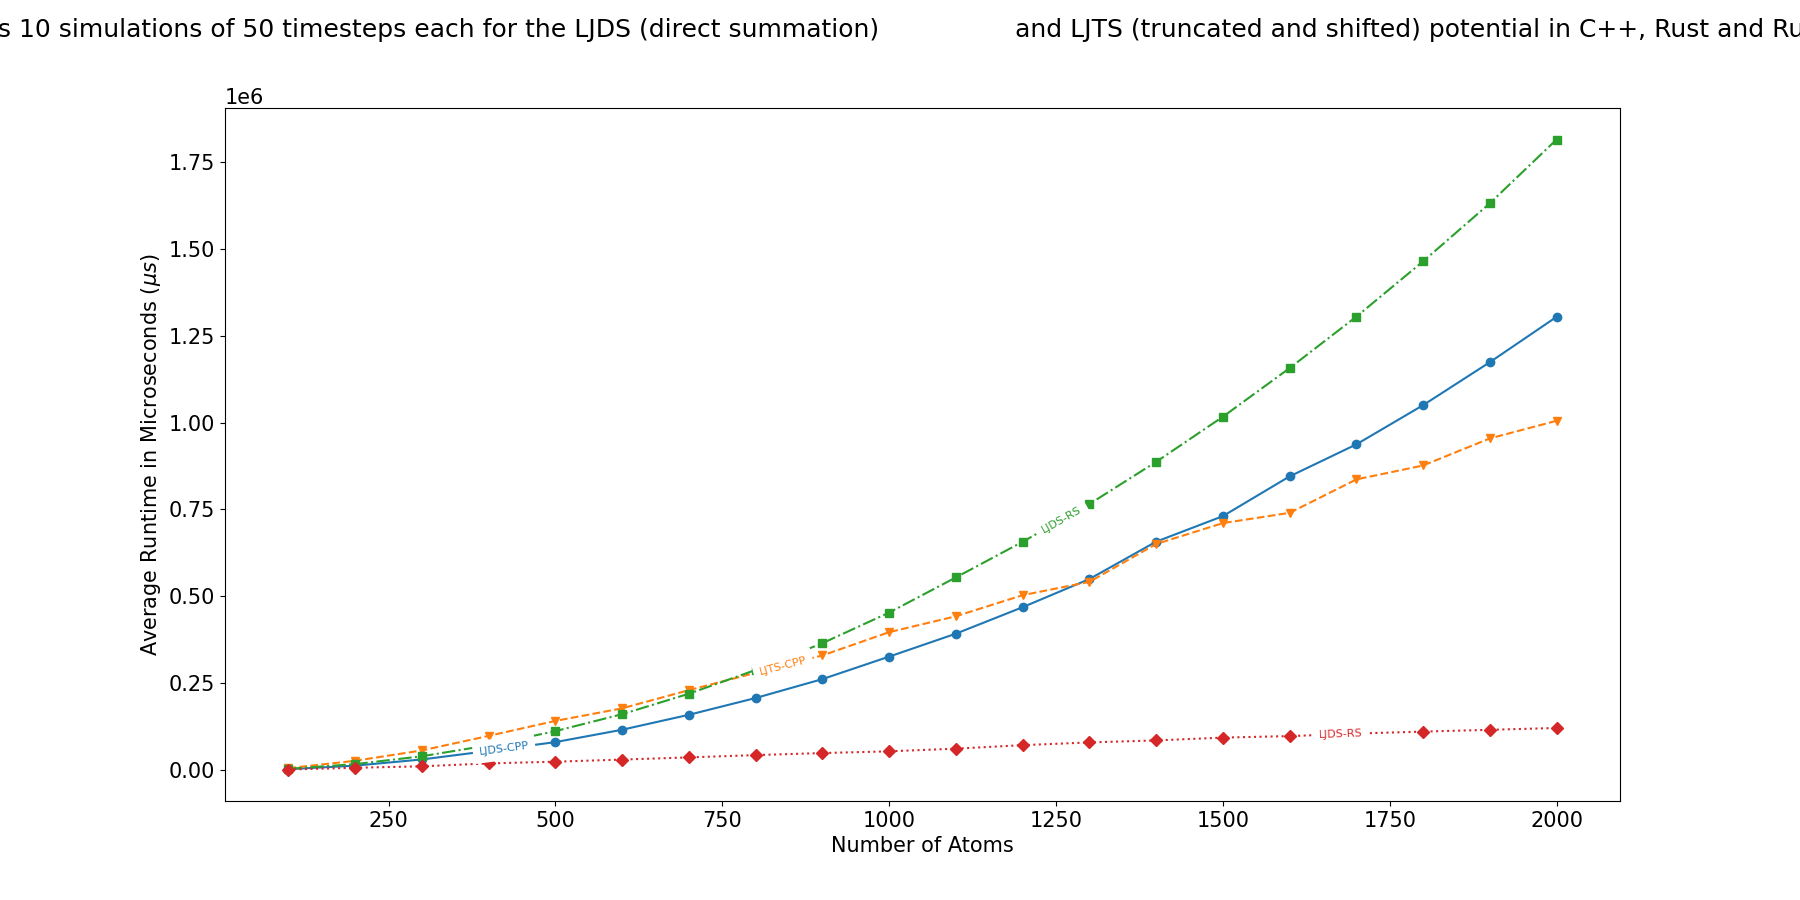 s 10 simulations of 50 timesteps each for the LJDS (direct summation) and LJTS (truncated and shifted) potential in C++, Rust and Ru
1e6
1.75
1.50
1.25
1.00
0.75
0.50
0.25
0.00
Average Runtime in Microseconds (μs)
LJDS-RS
LJTS-CPP
LJDS-CPP
LJDS-RS
250 500 750 1000 1250 1500 1750 2000
Number of Atoms